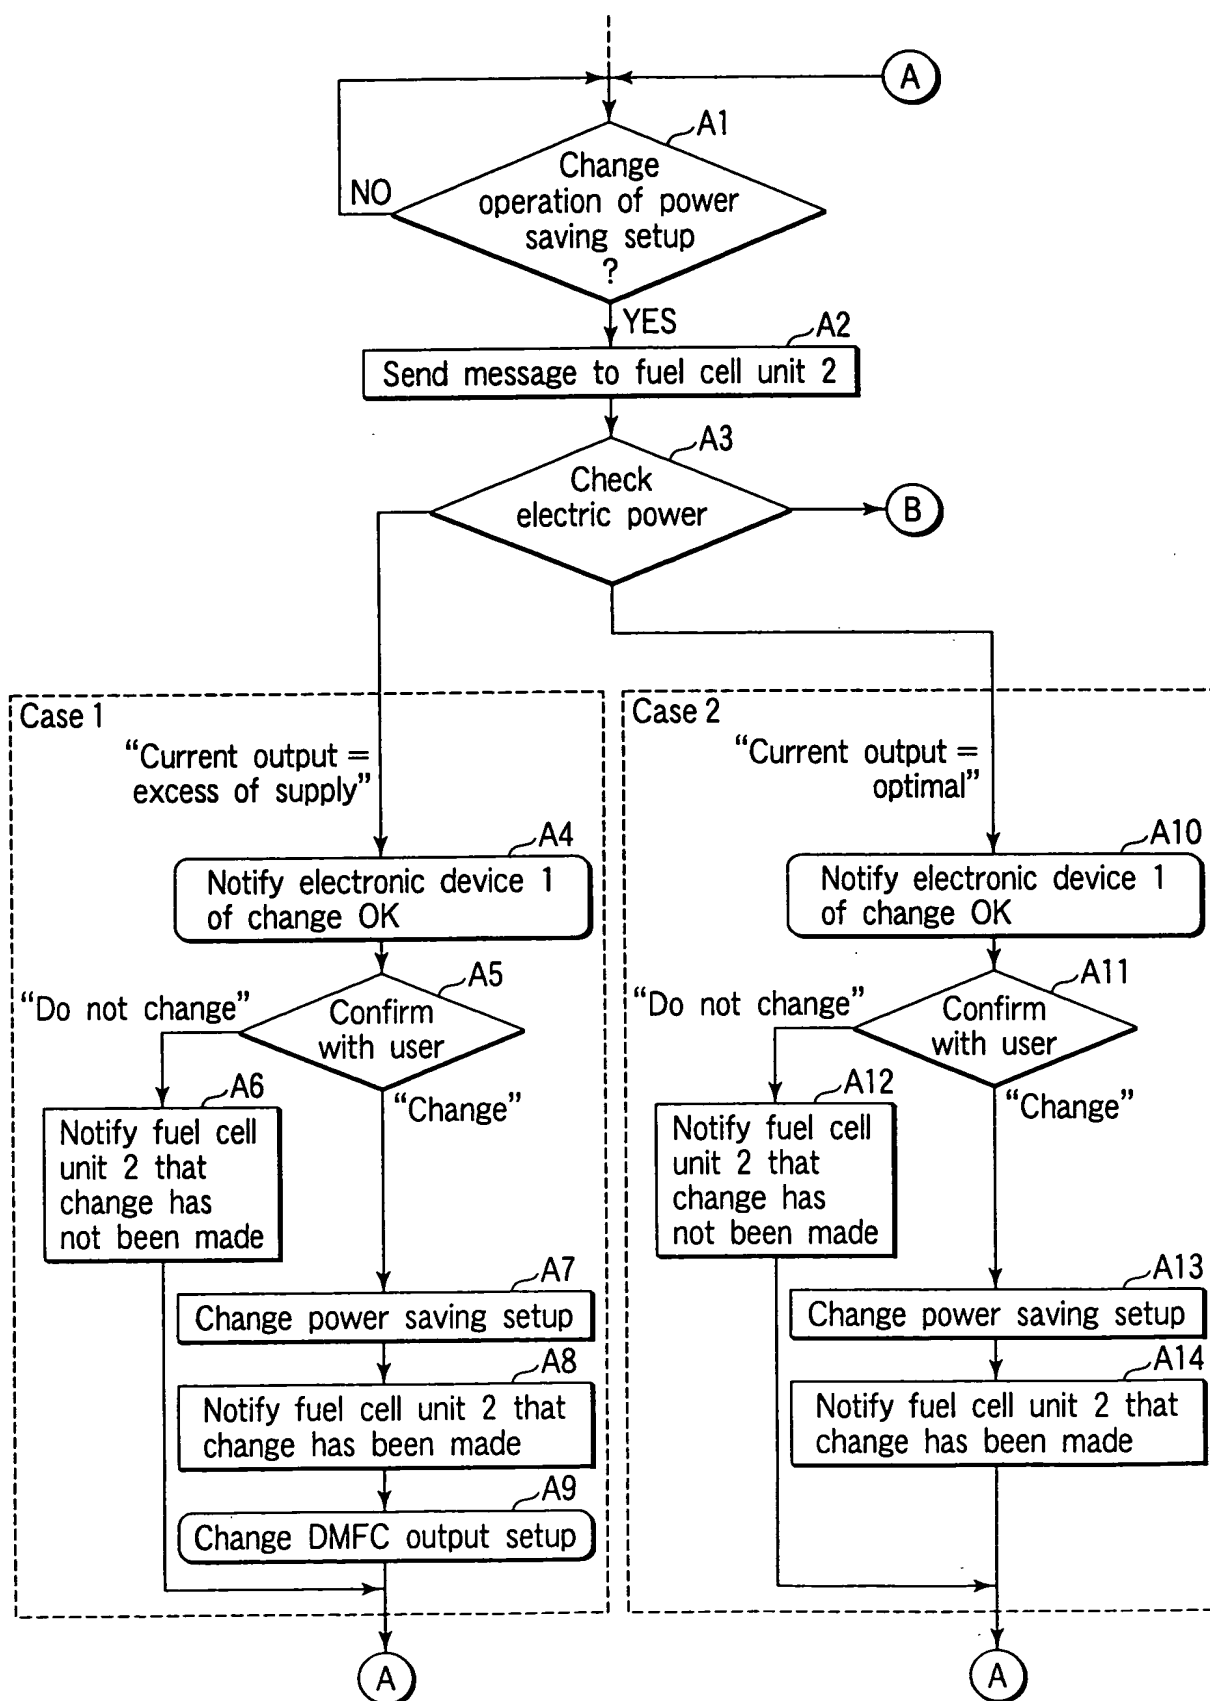 A
A1
Change
operation of power
saving setup
?
NO
YES
A2
Send message to fuel cell unit 2
A3
Check
electric power
B
Case 1
“Current output =
excess of supply”
A4
Notify electronic device 1
of change OK
A5
“Do not change”
Confirm
with user
A6
“Change”
Notify fuel cell
unit 2 that
change has
not been made
A7
Change power saving setup
A8
Notify fuel cell unit 2 that
change has been made
A9
Change DMFC output setup
A
Case 2
“Current output =
optimal”
A10
Notify electronic device 1
of change OK
A11
“Do not change”
Confirm
with user
A12
“Change”
Notify fuel cell
unit 2 that
change has
not been made
A13
Change power saving setup
A14
Notify fuel cell unit 2 that
change has been made
A